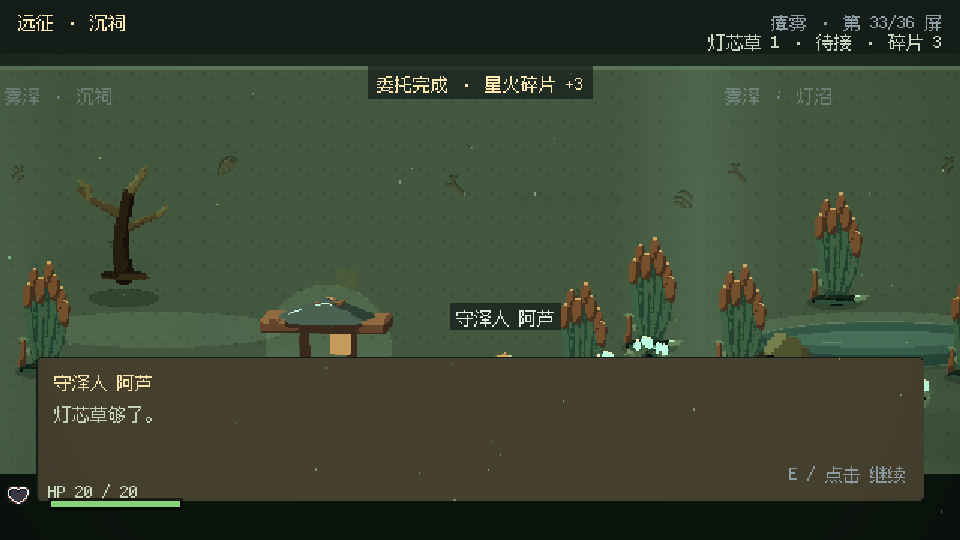 远征 · 沉祠
瘴雾 · 第 33/36 屏
灯芯草 1 · 待接 · 碎片 3
委托完成 · 星火碎片 +3
雾泽 · 沉祠
雾泽 · 灯沼
守泽人 阿芦
守泽人 阿芦
灯芯草够了。
E / 点击 继续
HP 20 / 20